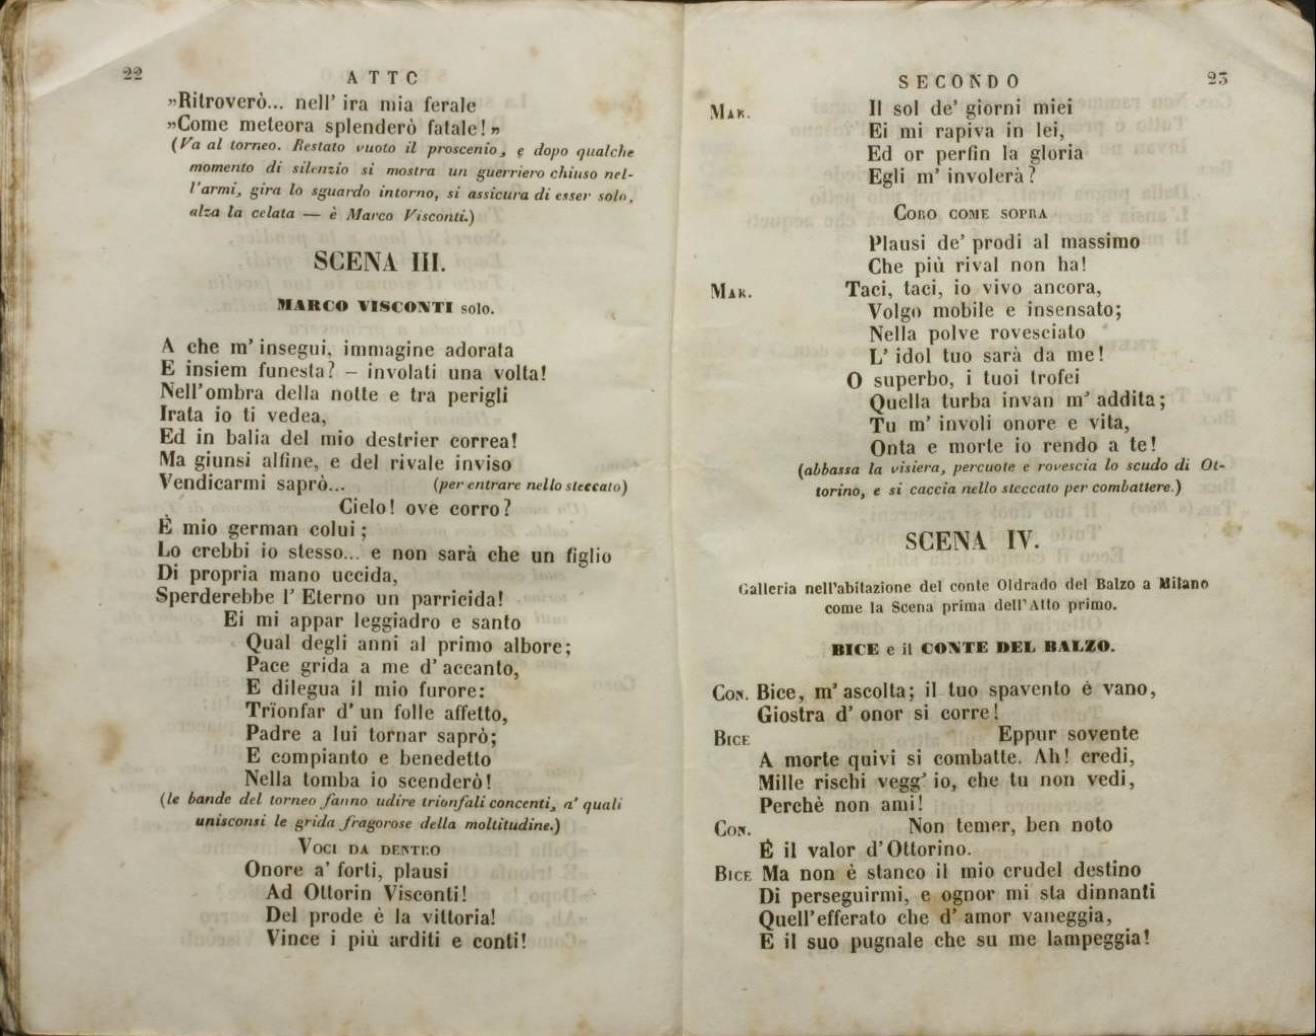 22
ATTO
„Ritroverò... nell' ira mia ferale
„Come meteora splenderò fatale!„
(Va al torneo. Restato vuoto il proscenio, e dopo qualche
momento di silenzio si mostra un guerriero chiuso nel-
l'armi, gira lo sguardo intorno, si assicura di esser solo,
alza la celata — è Marco Visconti.)
SCENA III.
MARCO VISCONTI solo.
A che m' insegui, immagine adorata
E insiem funesta? – involati una volta!
Nell'ombra della notte e tra perigli
Irata io ti vedea,
Ed in balia del mio destrier correa!
Ma giunsi alfine, e del rivale inviso
Vendicarmi saprò... (per entrare nello steccato)
Cielo! ove corro?
È mio german colui;
Lo crebbi io stesso... e non sarà che un figlio
Di propria mano uccida,
Sperderebbe l' Eterno un parricida!
Ei mi appar leggiadro e santo
Qual degli anni al primo albore;
Pace grida a me d' accanto,
E dilegua il mio furore:
Trïonfar d' un folle affetto,
Padre a lui tornar saprò;
E compianto e benedetto
Nella tomba io scenderò!
(le bande del torneo fanno udire trionfali concenti, a' quali
unisconsi le grida fragorose della moltitudine.)
VOCI DA DENTRO
Onore a' forti, plausi
Ad Ottorin Visconti!
Del prode è la vittoria!
Vince i più arditi e conti!
SECONDO
23
MAR. Il sol de' giorni miei
Ei mi rapiva in lei,
Ed or perfin la gloria
Egli m' involerà?
CORO COME SOPRA
Plausi de' prodi al massimo
Che più rival non ha!
MAR. Taci, taci, io vivo ancora,
Volgo mobile e insensato;
Nella polve rovesciato
L' idol tuo sarà da me!
O superbo, i tuoi trofei
Quella turba invan m' addita;
Tu m' involi onore e vita,
Onta e morte io rendo a te!
(abbassa la visiera, percuote e rovescia lo scudo di Ot-
torino, e si caccia nello steccato per combattere.)
SCENA IV.
Galleria nell'abitazione del conte Oldrado del Balzo a Milano
come la Scena prima dell'Atto primo.
BICE e il CONTE DEL BALZO.
CON. Bice, m' ascolta; il tuo spavento è vano,
Giostra d' onor si corre!
BICE Eppur sovente
A morte quivi si combatte. Ah! credi,
Mille rischi vegg' io, che tu non vedi,
Perchè non ami!
CON. Non temer, ben noto
È il valor d' Ottorino.
BICE Ma non è stanco il mio crudel destino
Di perseguirmi, e ognor mi sta dinnanti
Quell'efferato che d' amor vaneggia,
E il suo pugnale che su me lampeggia!